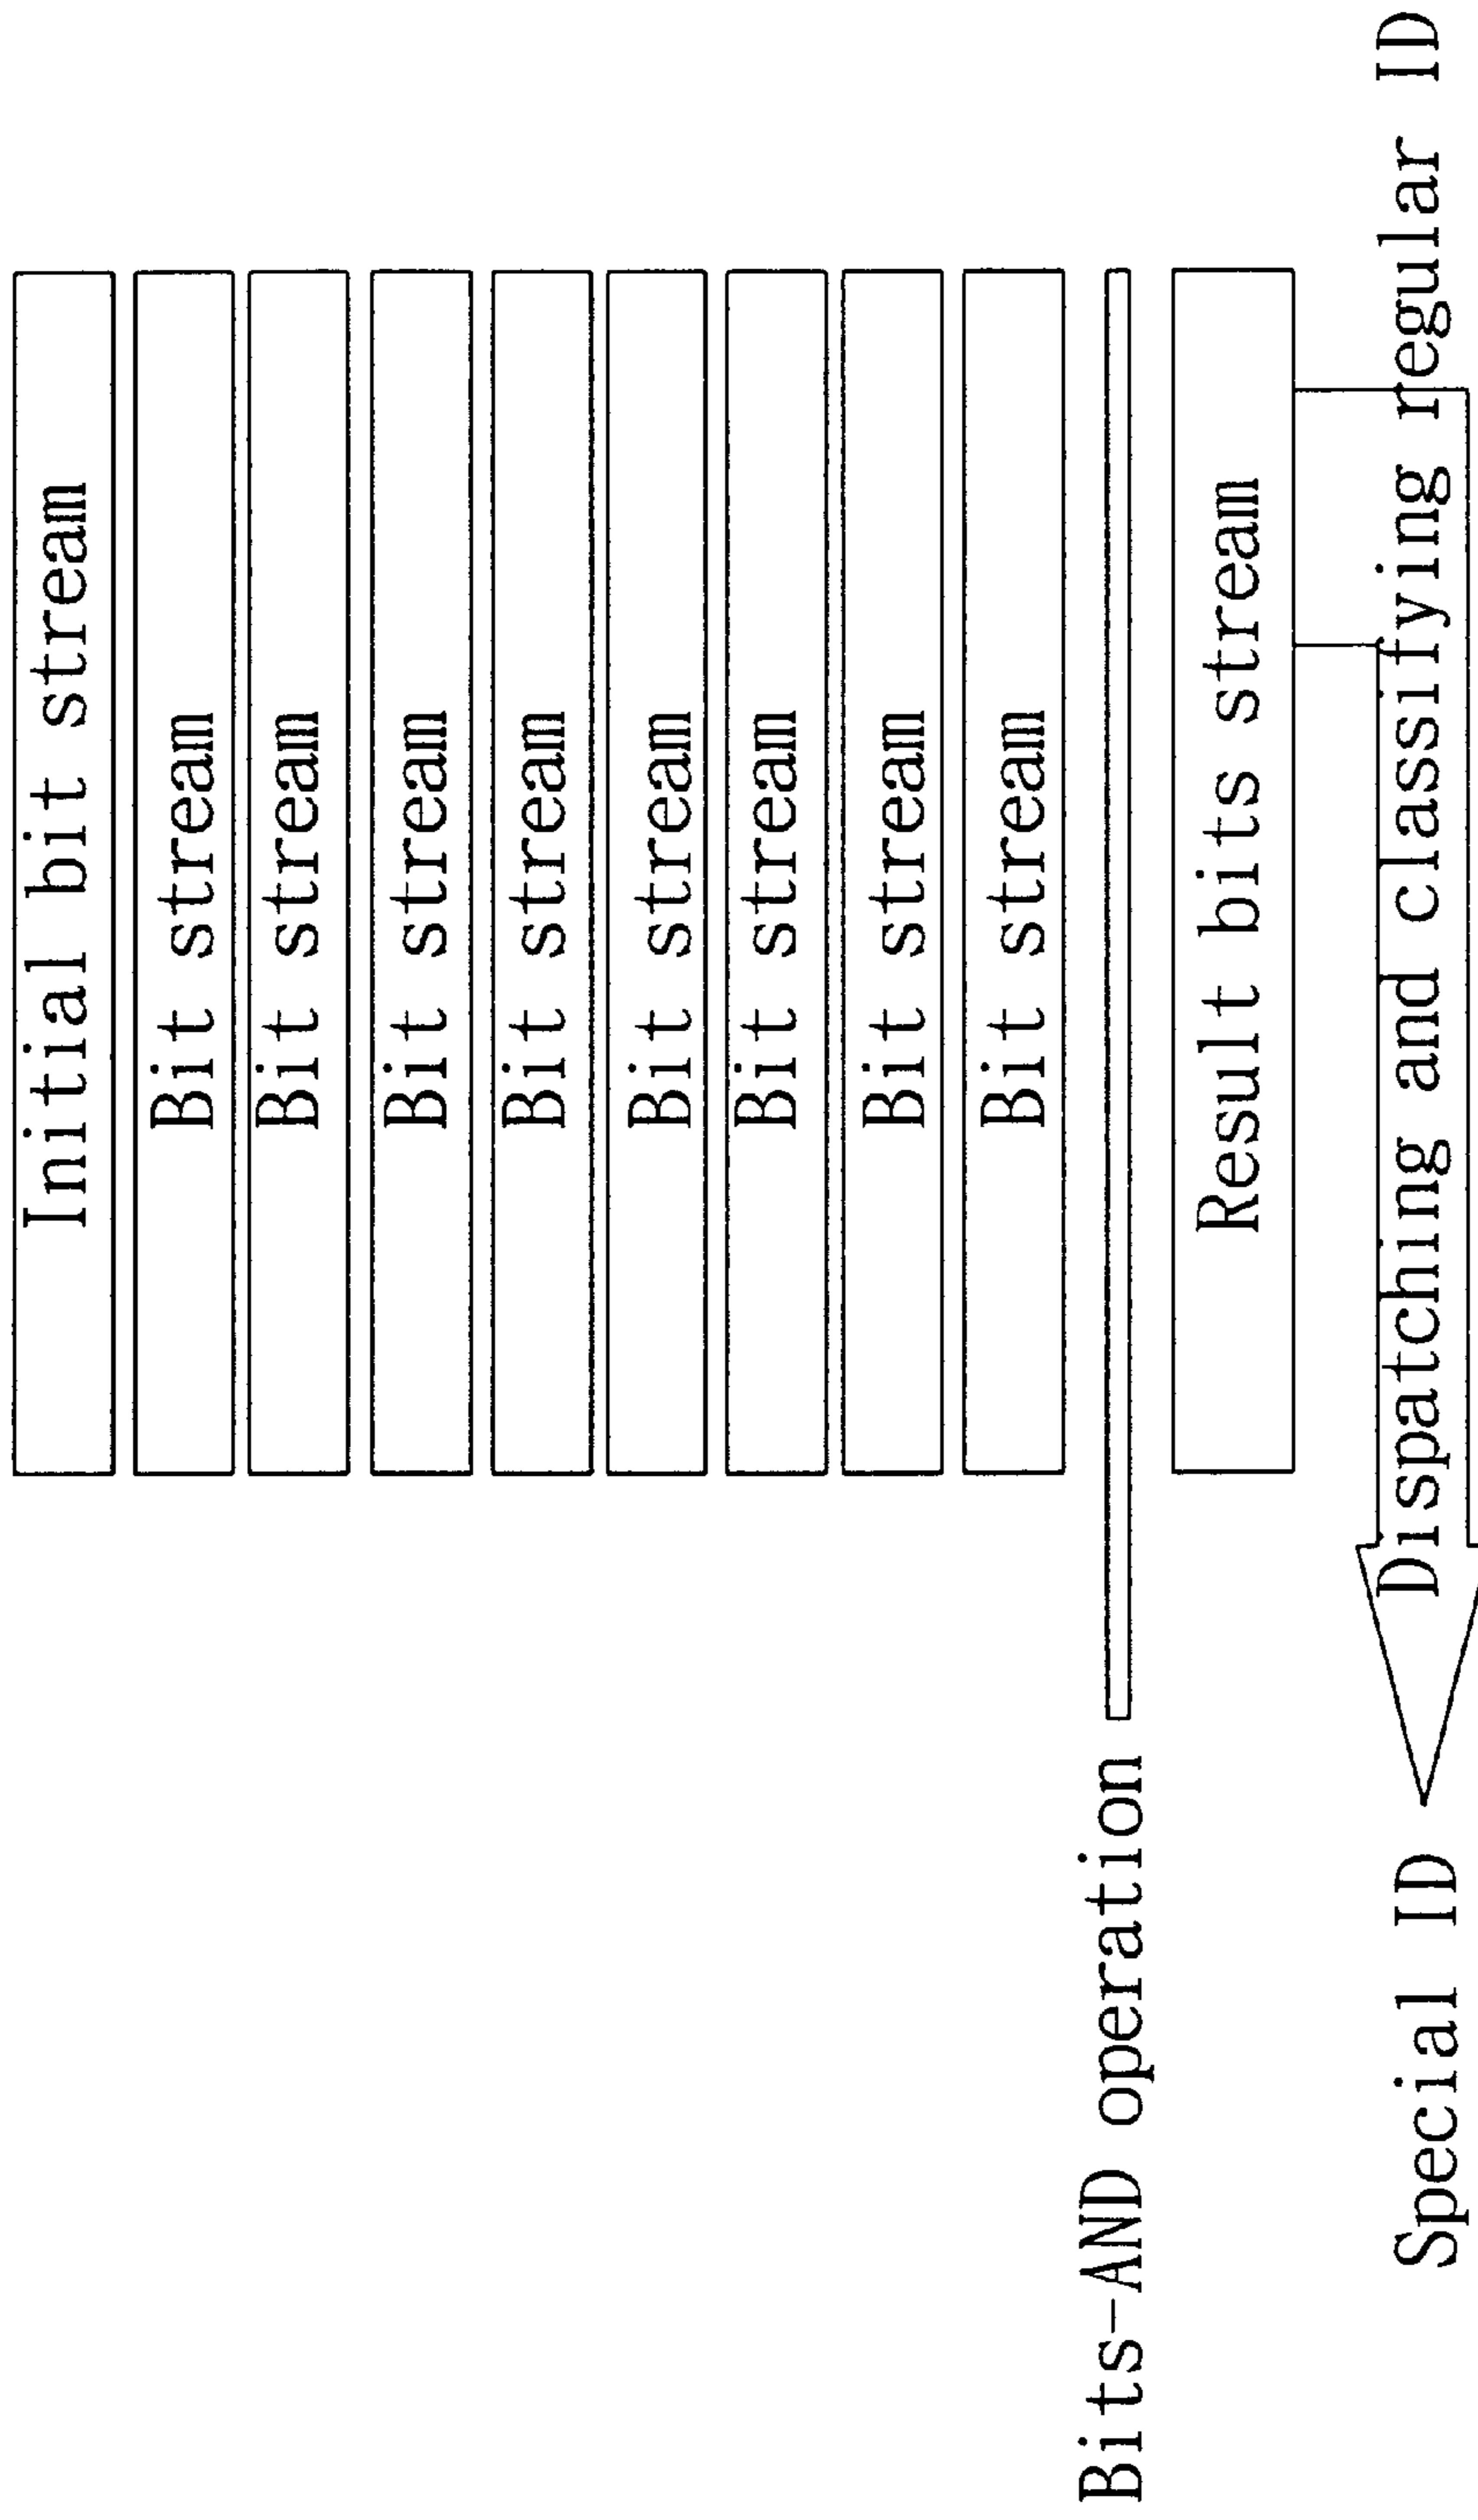 Initial bit stream
Bit stream
Bit stream
Bit stream
Bit stream
Bit stream
Bit stream
Bit stream
Bit stream
Bits-AND operation
Result bits stream
Dispatching and classifying regular ID
Special ID